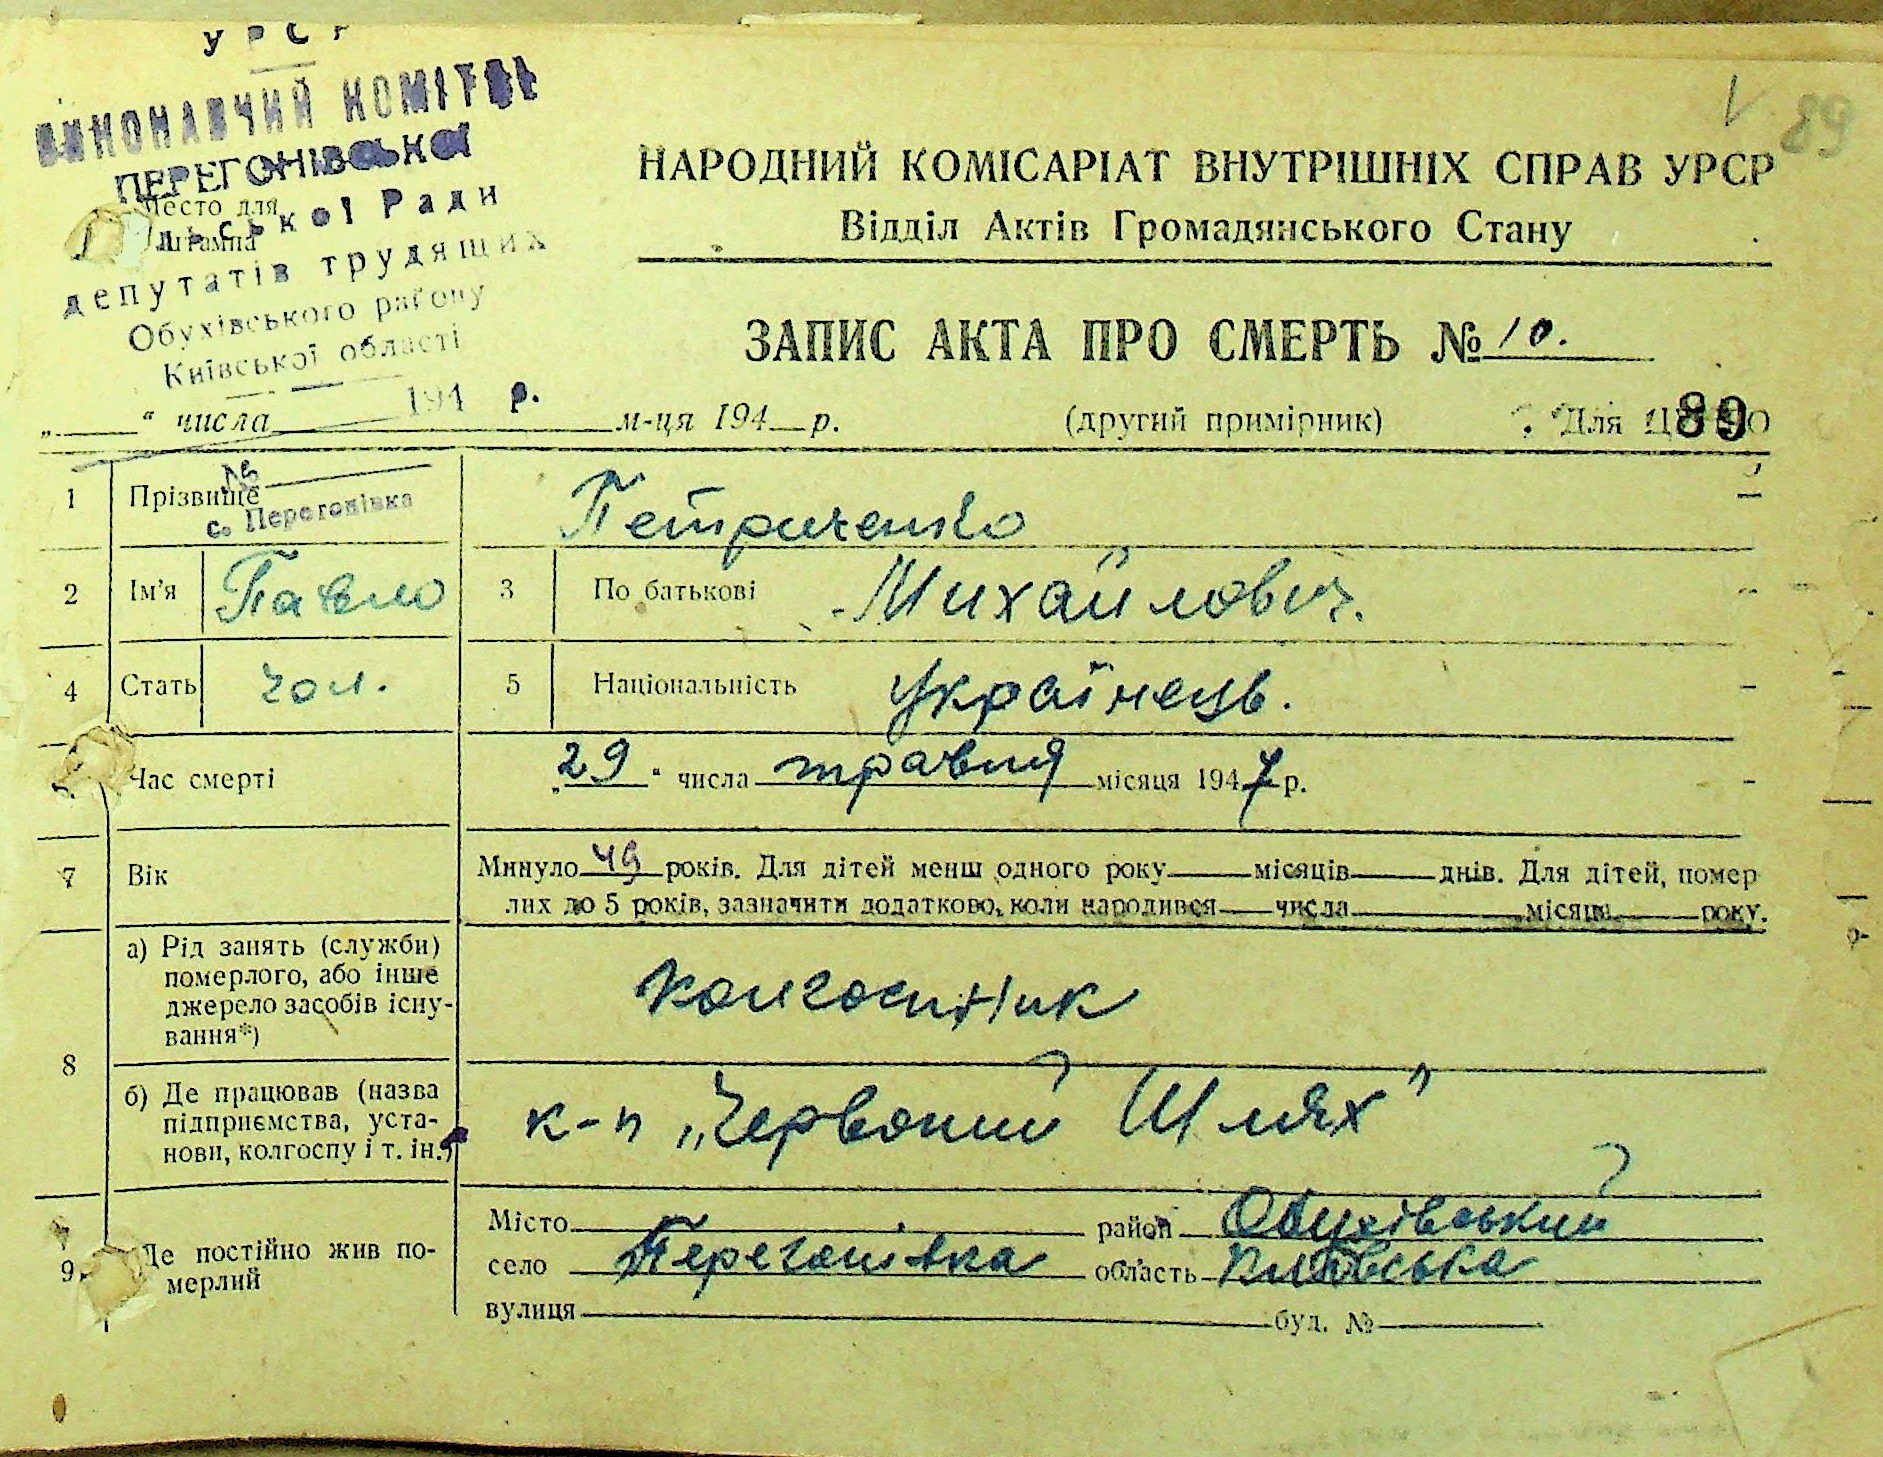 УРСР
ВИКОНАВЧИЙ КОМІТЕТ
ПЕРЕГОНІВСЬКОЇ
сільської Ради
депутатів трудящих
Обухівського району
Київської області
194 р.
№
с. Перегонівка
Место для
штампа
89
НАРОДНИЙ КОМІСАРІАТ ВНУТРІШНІХ СПРАВ УРСР
Відділ Актів Громадянського Стану
ЗАПИС АКТА ПРО СМЕРТЬ № 10.
„ “ числа м-ця 194 р. (другий примірник) Для 89
1 Прізвище Петриченко
2 Ім'я Павло 3 По батькові Михайлович.
4 Стать чол. 5 Національність Українець.
Час смерті „29“ числа травня місяця 1947 р.
7 Вік Минуло 49 років. Для дітей менш одного року місяців днів. Для дітей, помер
лих до 5 років, зазначити додатково, коли народився числа місяця року.
8 а) Рід занять (служби)
померлого, або інше
джерело засобів існу-
вання*) колгоспник
б) Де працював (назва
підприємства, уста-
нови, колгоспу і т. ін.) к-п „Червоний Шлях”
9. Де постійно жив по-
мерлий
Місто район Обухівський
село Перегонівка область Київська
вулиця буд. №